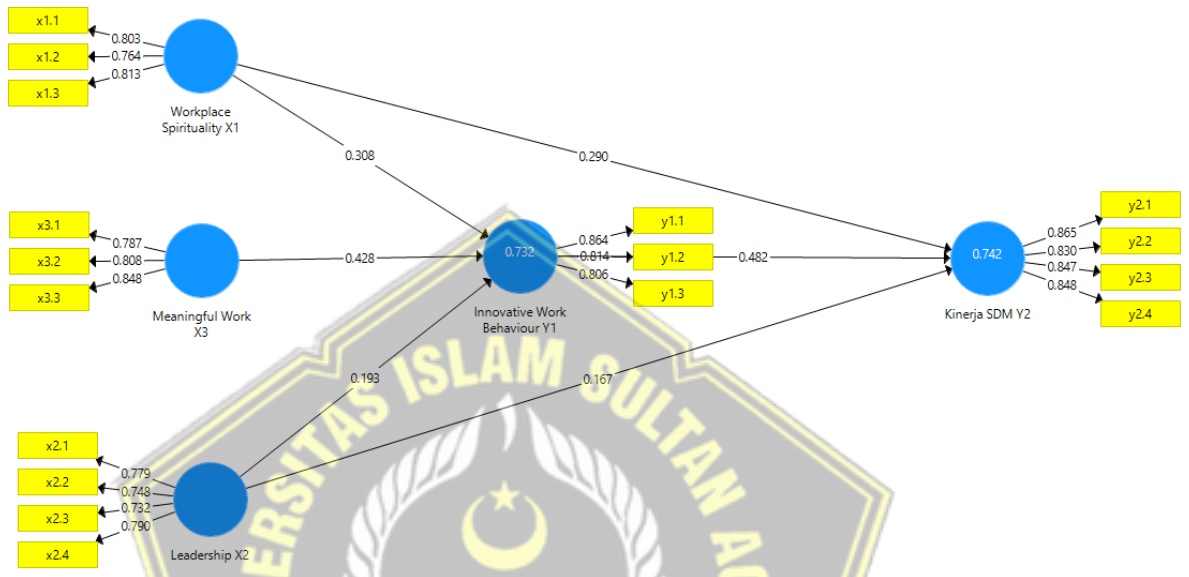 x1.1
x1.2
x1.3
0.803
0.764
0.813
Workplace
Spirituality X1
0.308
0.290
x3.1
x3.2
x3.3
0.787
0.808
0.848
Meaningful Work
X3
0.428
0.732
Innovative Work
Behaviour Y1
0.864
0.814
0.806
y1.1
y1.2
y1.3
0.482
0.742
Kinerja SDM Y2
0.865
0.830
0.847
0.848
y2.1
y2.2
y2.3
y2.4
0.193
0.167
x2.1
x2.2
x2.3
x2.4
0.779
0.748
0.732
0.790
Leadership X2
ISLAM SULTAN